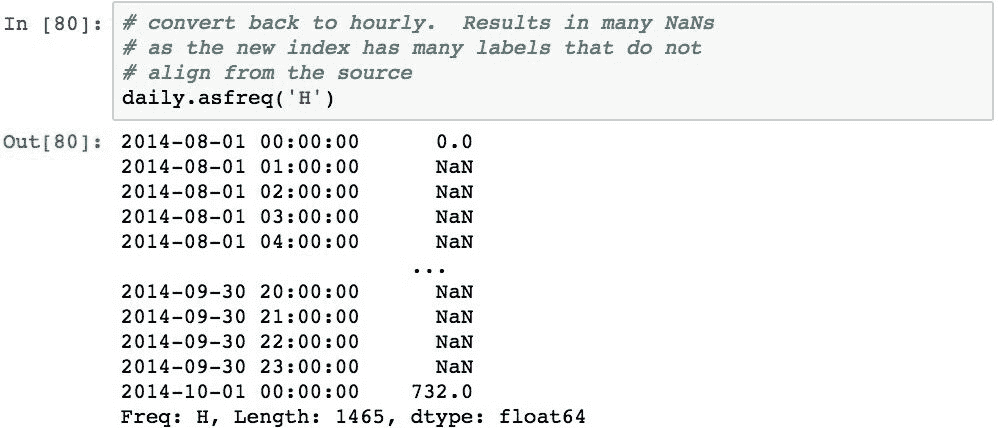 In [80]: # convert back to hourly.  Results in many NaNs
# as the new index has many labels that do not
# align from the source
daily.asfreq('H')
Out[80]: 2014-08-01 00:00:00      0.0
2014-08-01 01:00:00      NaN
2014-08-01 02:00:00      NaN
2014-08-01 03:00:00      NaN
2014-08-01 04:00:00      NaN
...
2014-09-30 20:00:00      NaN
2014-09-30 21:00:00      NaN
2014-09-30 22:00:00      NaN
2014-09-30 23:00:00      NaN
2014-10-01 00:00:00    732.0
Freq: H, Length: 1465, dtype: float64